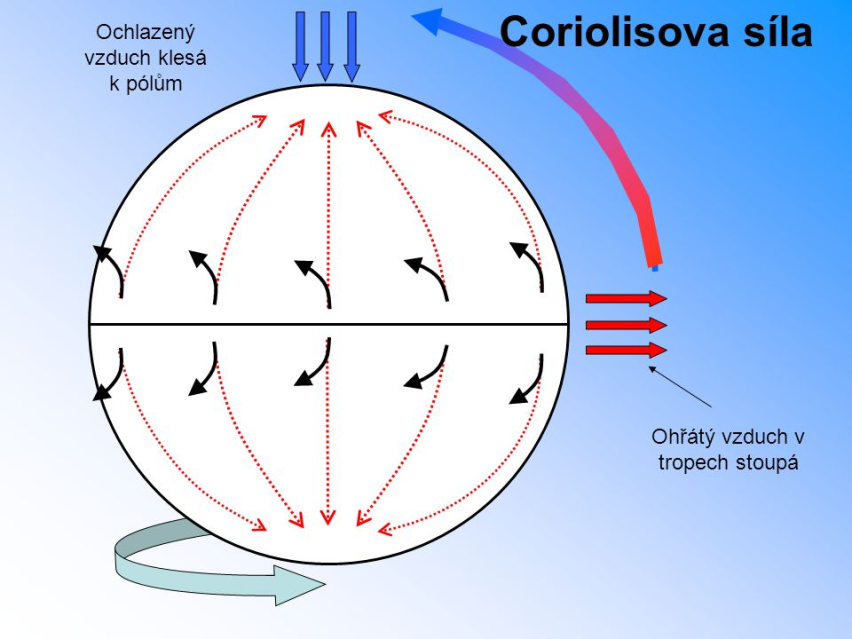 Coriolisova síla
Ochlazený
vzduch klesá
k pólům
Ohřátý vzduch v
tropech stoupá